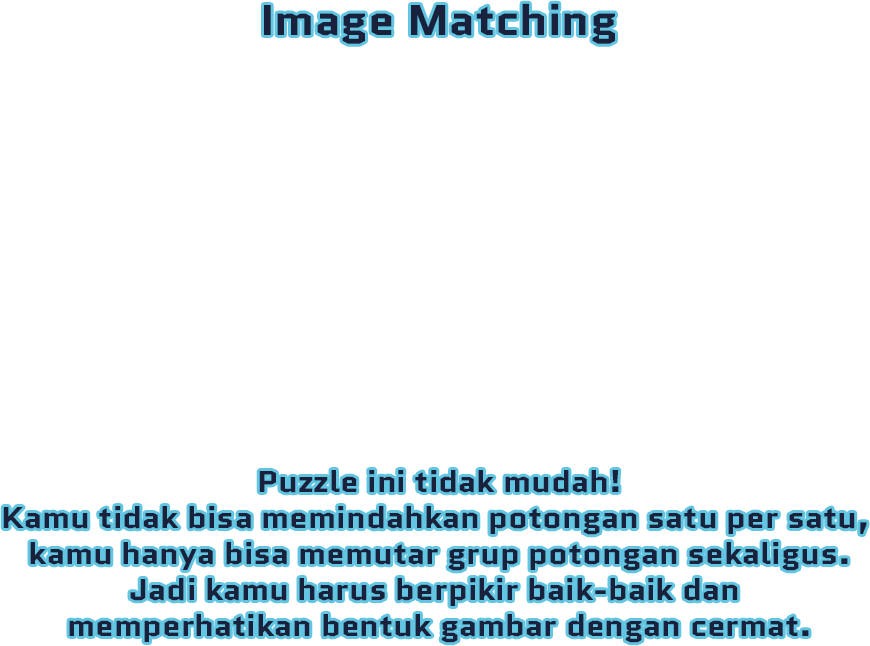 Image Matching
Puzzle ini tidak mudah!
Kamu tidak bisa memindahkan potongan satu per satu,
kamu hanya bisa memutar grup potongan sekaligus.
Jadi kamu harus berpikir baik-baik dan
memperhatikan bentuk gambar dengan cermat.